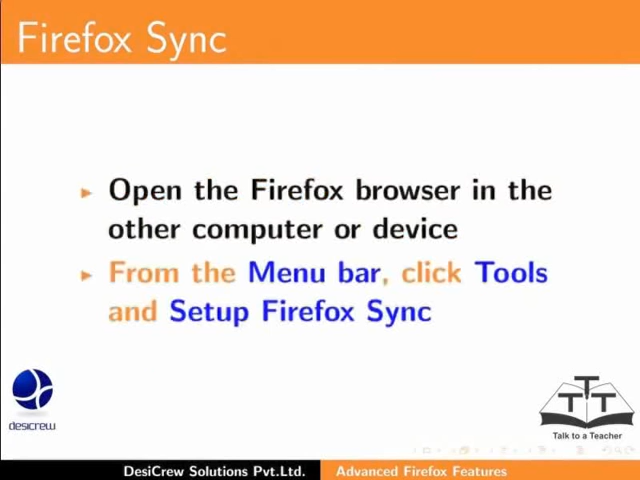 Firefox Sync
Open the Firefox browser in the
other computer or device
From the Menu bar, click Tools
and Setup Firefox Sync
desicrew
TTT
Talk to a Teacher
DesiCrew Solutions Pvt.Ltd. Advanced Firefox Features